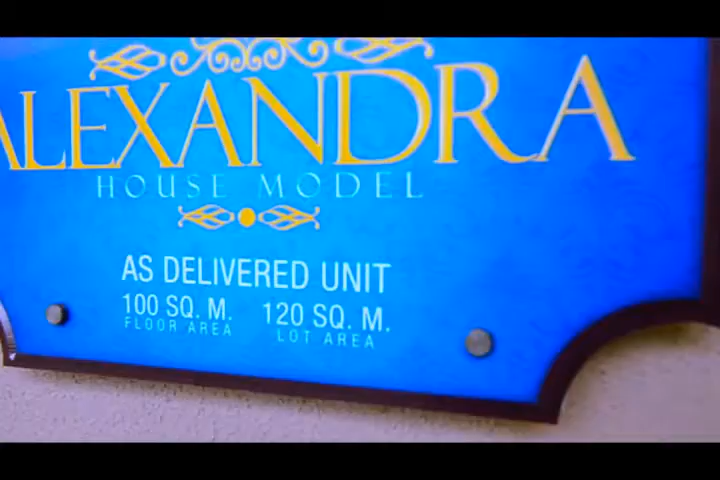 ALEXANDRA
HOUSE MODEL
AS DELIVERED UNIT
100 SQ. M. 120 SQ. M.
FLOOR AREA LOT AREA